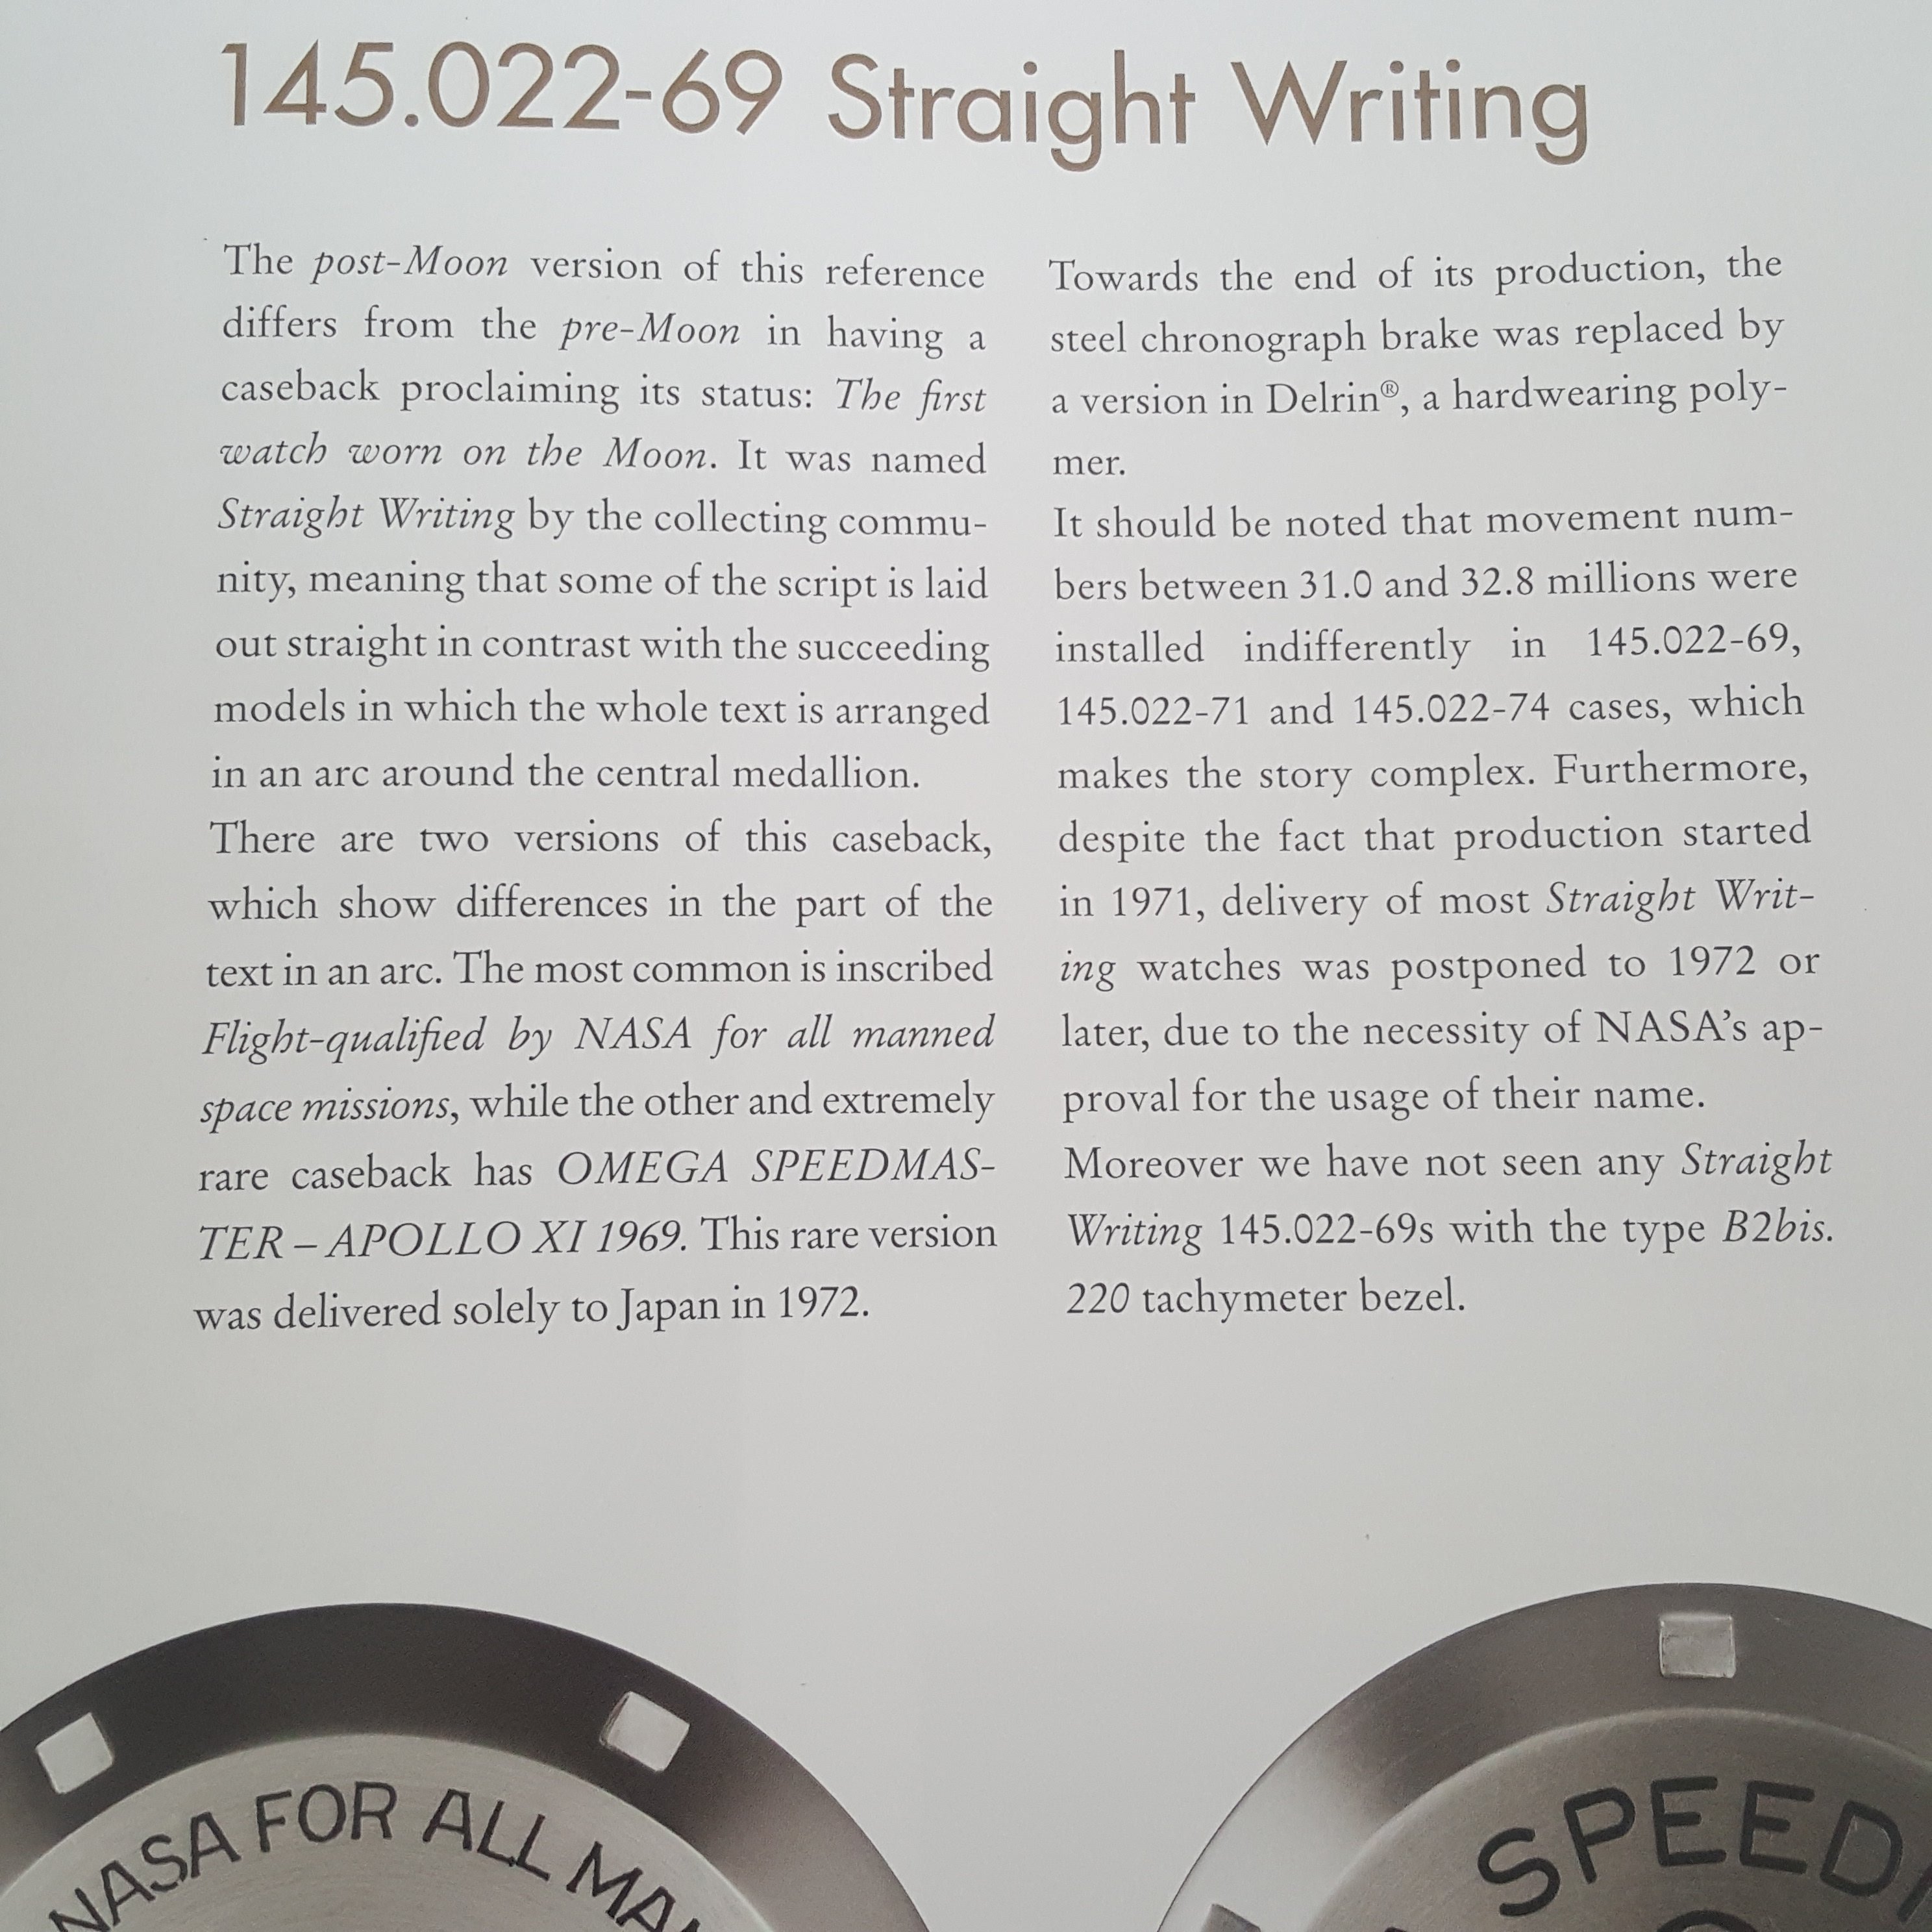 145.022-69 Straight Writing
The post-Moon version of this reference
differs from the pre-Moon in having a
caseback proclaiming its status: The first
watch worn on the Moon. It was named
Straight Writing by the collecting commu-
nity, meaning that some of the script is laid
out straight in contrast with the succeeding
models in which the whole text is arranged
in an arc around the central medallion.
There are two versions of this caseback,
which show differences in the part of the
text in an arc. The most common is inscribed
Flight-qualified by NASA for all manned
space missions, while the other and extremely
rare caseback has OMEGA SPEEDMAS-
TER – APOLLO XI 1969. This rare version
was delivered solely to Japan in 1972.
Towards the end of its production, the
steel chronograph brake was replaced by
a version in Delrin®, a hardwearing poly-
mer.
It should be noted that movement num-
bers between 31.0 and 32.8 millions were
installed indifferently in 145.022-69,
145.022-71 and 145.022-74 cases, which
makes the story complex. Furthermore,
despite the fact that production started
in 1971, delivery of most Straight Writ-
ing watches was postponed to 1972 or
later, due to the necessity of NASA's ap-
proval for the usage of their name.
Moreover we have not seen any Straight
Writing 145.022-69s with the type B2bis.
220 tachymeter bezel.
NASA FOR ALL MA
SPEED